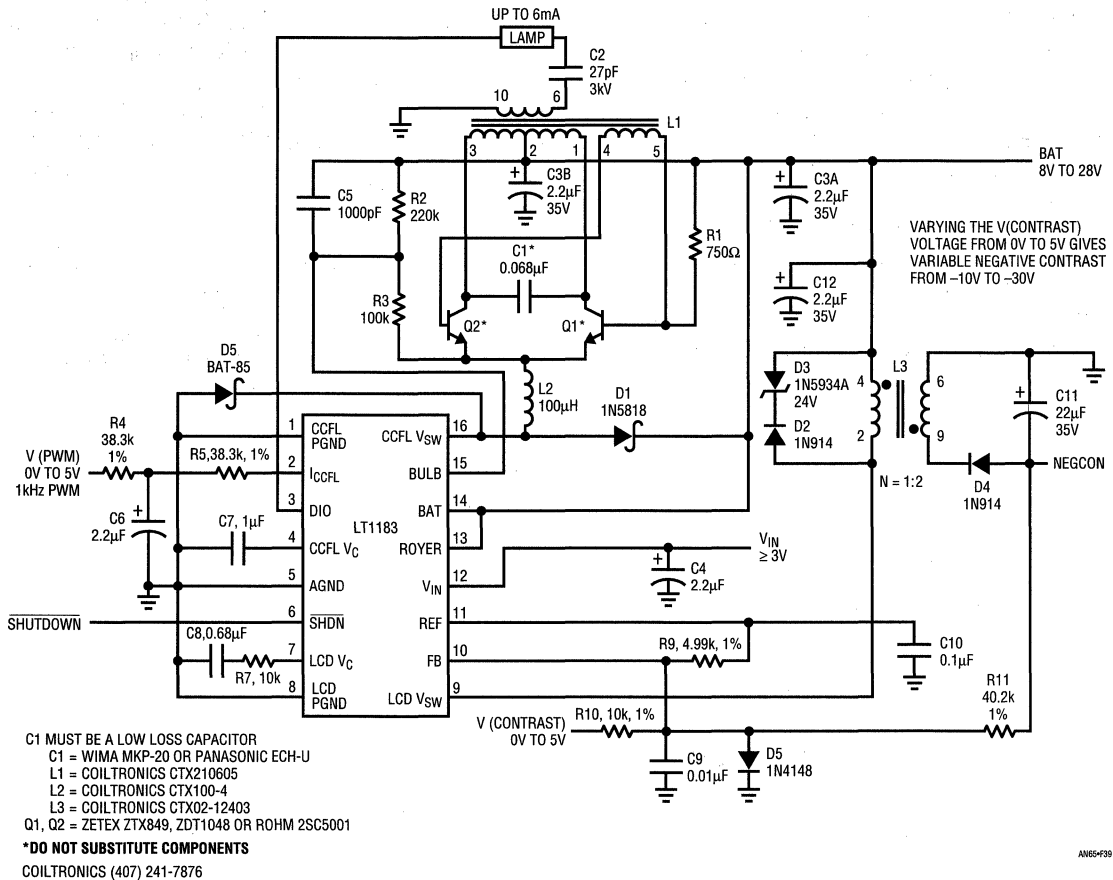 UP TO 6mA
LAMP
C2
27pF
3kV
10
6
L1
3
2
1
4
5
BAT
8V TO 28V
C5
1000pF
R2
220k
+
C3B
2.2µF
35V
+
C3A
2.2µF
35V
R1
750Ω
C1*
0.068µF
VARYING THE V(CONTRAST)
VOLTAGE FROM 0V TO 5V GIVES
VARIABLE NEGATIVE CONTRAST
FROM –10V TO –30V
+
C12
2.2µF
35V
R3
100k
Q2*
Q1*
D5
BAT-85
L2
100µH
D1
1N5818
D3
1N5934A
24V
D2
1N914
4
L3
6
2
9
N = 1:2
+
C11
22µF
35V
D4
1N914
NEGCON
R4
38.3k
1%
V (PWM)
0V TO 5V
1kHz PWM
R5,38.3k, 1%
+
C6
2.2µF
C7, 1µF
SHUTDOWN
C8,0.68µF
R7, 10k
LT1183
1
CCFL
PGND
2
ICCFL
3
DIO
4
CCFL VC
5
AGND
6
SHDN
7
LCD VC
8
LCD
PGND
16
CCFL VSW
15
BULB
14
BAT
13
ROYER
12
VIN
11
REF
10
FB
9
LCD VSW
VIN
≥ 3V
+
C4
2.2µF
R9, 4.99k, 1%
C10
0.1µF
R11
40.2k
1%
V (CONTRAST)
0V TO 5V
R10, 10k, 1%
C9
0.01µF
D5
1N4148
C1 MUST BE A LOW LOSS CAPACITOR
C1 = WIMA MKP-20 OR PANASONIC ECH-U
L1 = COILTRONICS CTX210605
L2 = COILTRONICS CTX100-4
L3 = COILTRONICS CTX02-12403
Q1, Q2 = ZETEX ZTX849, ZDT1048 OR ROHM 2SC5001
*DO NOT SUBSTITUTE COMPONENTS
COILTRONICS (407) 241-7876
AN65•F39